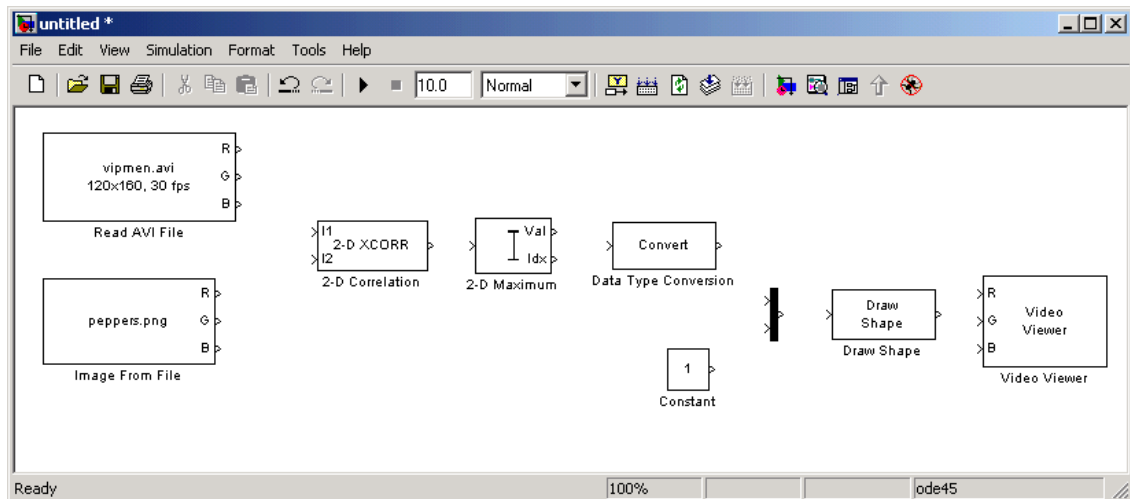 untitled *
File Edit View Simulation Format Tools Help
10.0 Normal
R
vipmen.avi
120x160, 30 fps
G
B
Read AVI File
I1
2-D XCORR
I2
2-D Correlation
Val
Idx
2-D Maximum
Convert
Data Type Conversion
R
peppers.png
G
B
Image From File
1
Constant
Draw
Shape
Draw Shape
R
G
B
Video
Viewer
Video Viewer
Ready 100% ode45